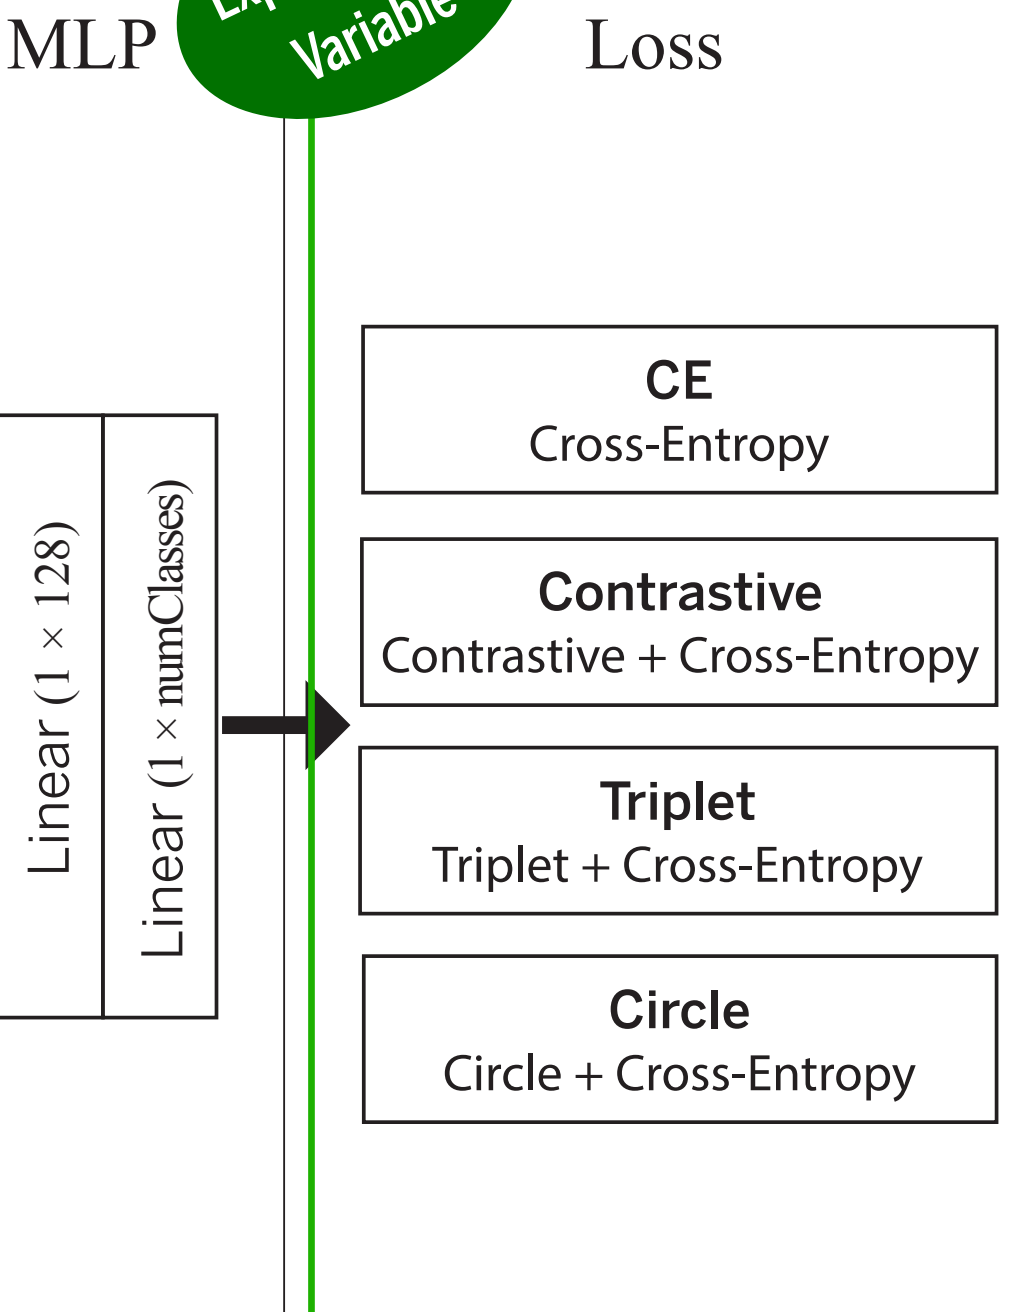 MLP
Variable
Loss
Linear (1 × 128)
Linear (1 × numClasses)
CE
Cross-Entropy
Contrastive
Contrastive + Cross-Entropy
Triplet
Triplet + Cross-Entropy
Circle
Circle + Cross-Entropy